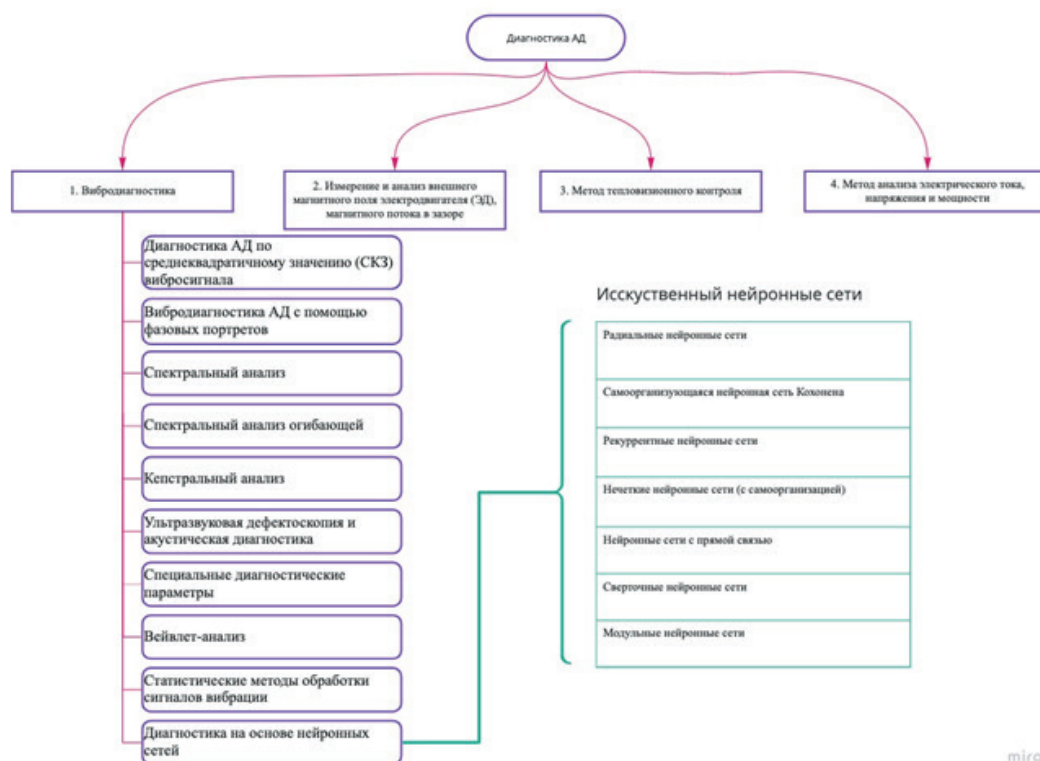 Диагностика АД
1. Вибродиагностика
2. Измерение и анализ внешнего
магнитного поля электродвигателя (ЭД),
магнитного потока в зазоре
3. Метод тепловизионного контроля
4. Метод анализа электрического тока,
напряжения и мощности
Диагностика АД по
среднеквадратичному значению (СКЗ)
вибросигнала
Вибродиагностика АД с помощью
фазовых портретов
Спектральный анализ
Спектральный анализ огибающей
Кепстральный анализ
Ультразвуковая дефектоскопия и
акустическая диагностика
Специальные диагностические
параметры
Вейвлет-анализ
Статистические методы обработки
сигналов вибрации
Диагностика на основе нейронных
сетей
Исскуственный нейронные сети
Радиальные нейронные сети
Самоорганизующаяся нейронная сеть Кохонена
Рекуррентные нейронные сети
Нечеткие нейронные сети (с самоорганизацией)
Нейронные сети с прямой связью
Сверточные нейронные сети
Модульные нейронные сети
miro